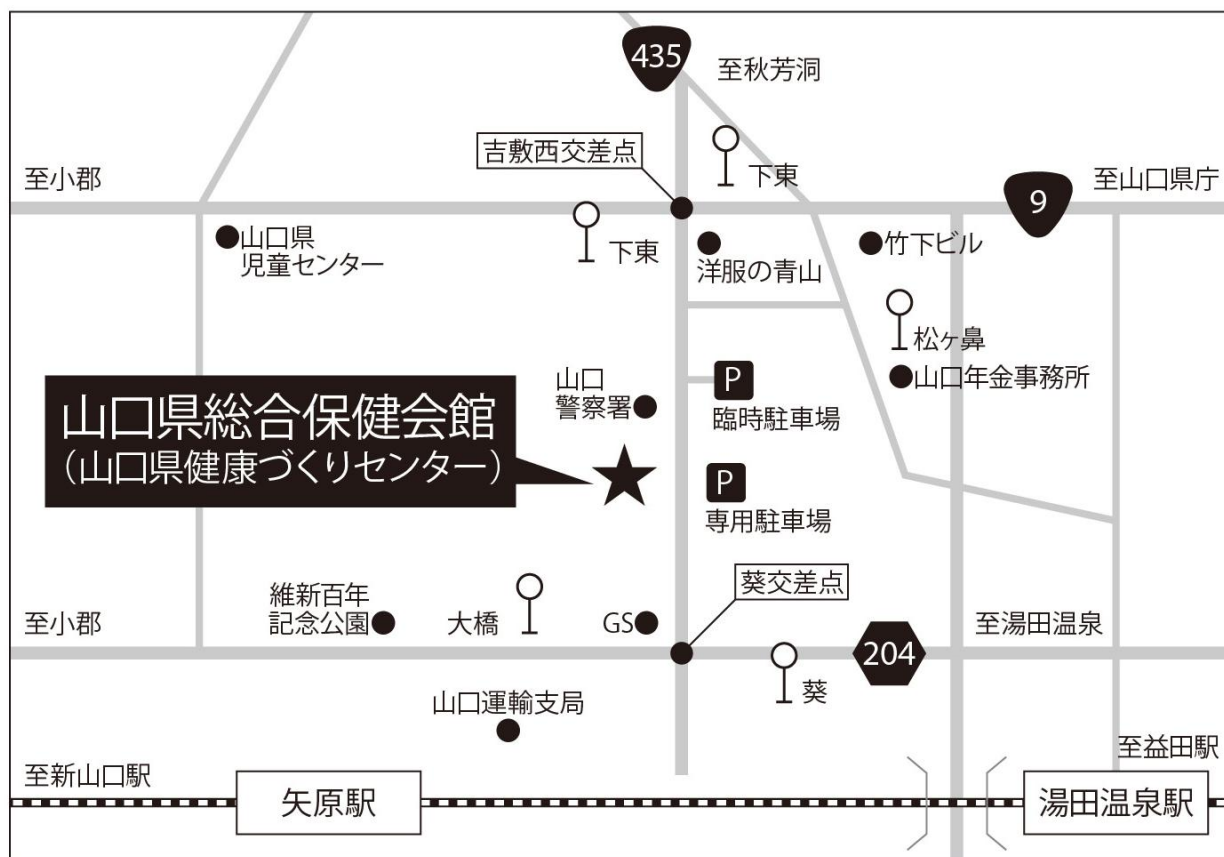 435
至秋芳洞
吉敷西交差点
下東
至小郡
至山口県庁
9
山口県
児童センター
下東
洋服の青山
竹下ビル
松ヶ鼻
山口
警察署
P
臨時駐車場
山口年金事務所
山口県総合保健会館
（山口県健康づくりセンター）
P
専用駐車場
葵交差点
維新百年
記念公園
至小郡
大橋
GS
至湯田温泉
204
葵
山口運輸支局
至益田駅
至新山口駅
矢原駅
湯田温泉駅